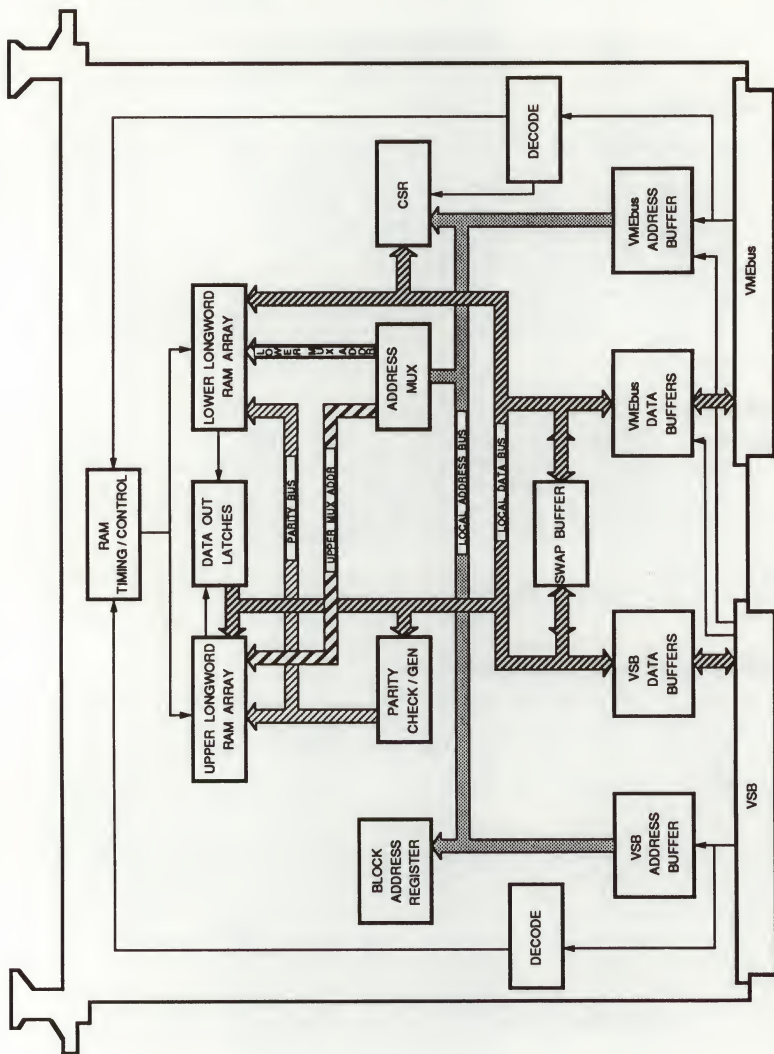 RAM
TIMING / CONTROL
UPPER LONGWORD
RAM ARRAY
DATA OUT
LATCHES
LOWER LONGWORD
RAM ARRAY
PARITY BUS
UPPER MUX ADDR
LOWER MUX ADDR
BLOCK
ADDRESS
REGISTER
PARITY
CHECK / GEN
ADDRESS
MUX
CSR
LOCAL ADDRESS BUS
LOCAL DATA BUS
DECODE
SWAP BUFFER
DECODE
VSB
ADDRESS
BUFFER
VSB
DATA
BUFFERS
VMEbus
DATA
BUFFERS
VMEbus
ADDRESS
BUFFER
VSB
VMEbus